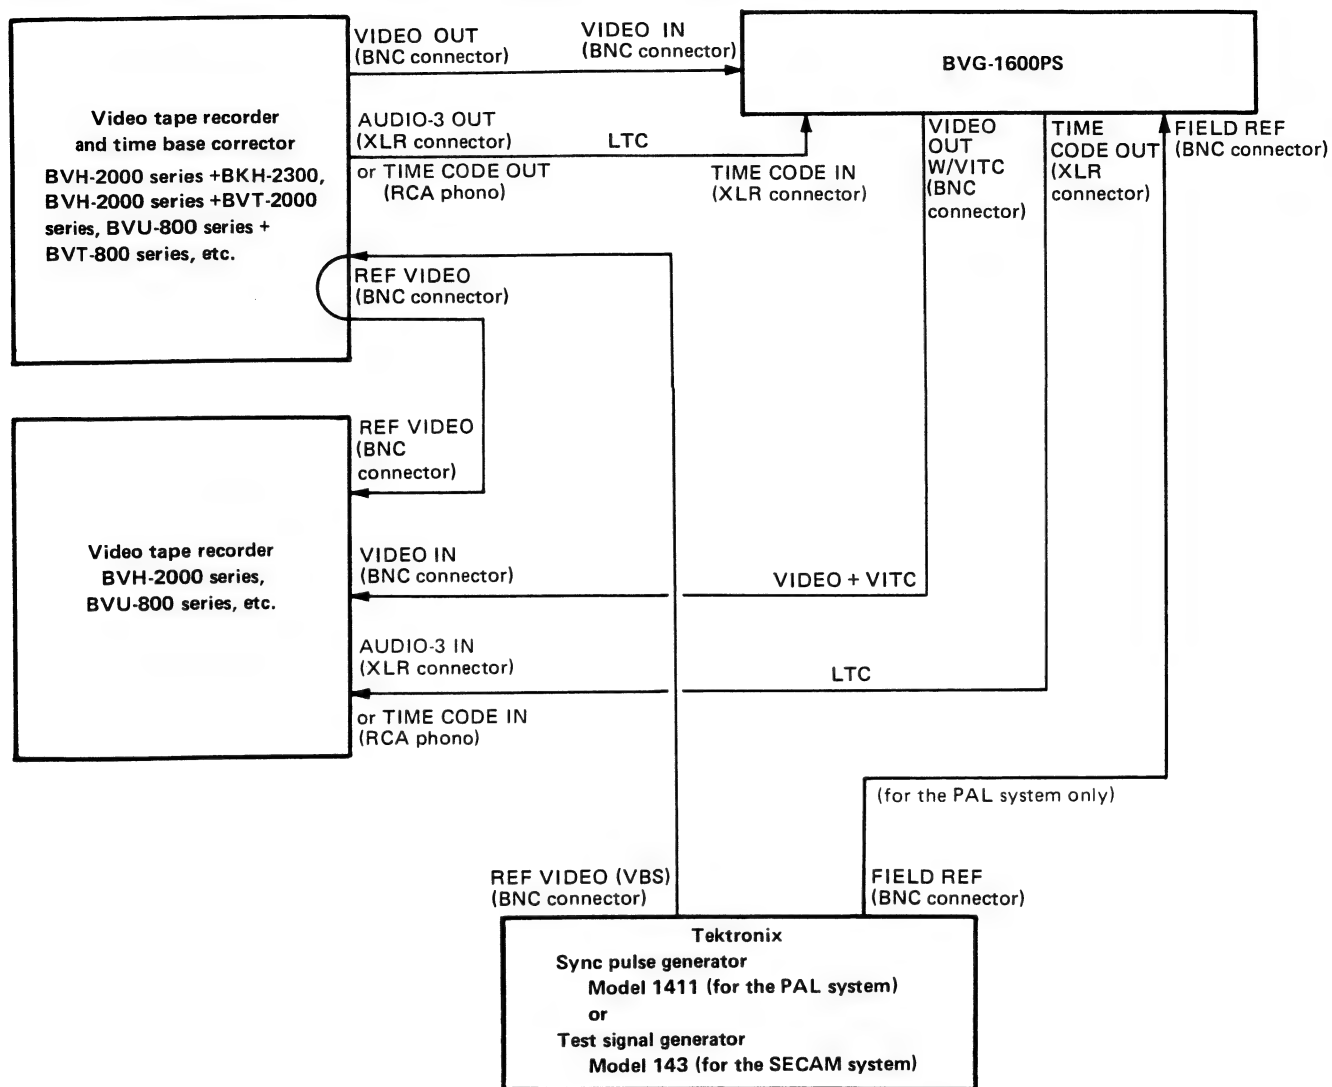 VIDEO OUT
(BNC connector)
VIDEO IN
(BNC connector)
BVG-1600PS
Video tape recorder
and time base corrector
BVH-2000 series +BKH-2300,
BVH-2000 series +BVT-2000
series, BVU-800 series +
BVT-800 series, etc.
AUDIO-3 OUT
(XLR connector)
or TIME CODE OUT
(RCA phono)
LTC
TIME CODE IN
(XLR connector)
VIDEO
OUT
W/VITC
(BNC
connector)
TIME
CODE OUT
(XLR
connector)
FIELD REF
(BNC connector)
REF VIDEO
(BNC connector)
REF VIDEO
(BNC
connector)
Video tape recorder
BVH-2000 series,
BVU-800 series, etc.
VIDEO IN
(BNC connector)
VIDEO + VITC
AUDIO-3 IN
(XLR connector)
LTC
or TIME CODE IN
(RCA phono)
(for the PAL system only)
REF VIDEO (VBS)
(BNC connector)
FIELD REF
(BNC connector)
Tektronix
Sync pulse generator
Model 1411 (for the PAL system)
or
Test signal generator
Model 143 (for the SECAM system)